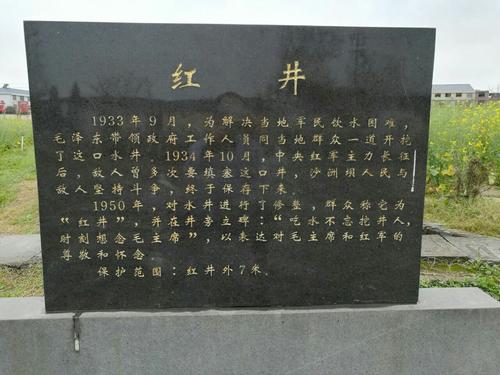 红井
1933年9月,为解决当地军民饮水困难,
毛泽东带领政府工作人员同当地群众一道开挖
了这口水井。1934年10月,中央红军主力长征
后,敌人曾多次要填塞这口井,沙洲坝人民与
敌人坚持斗争,终于保存下来。
1950年,对水井进行了修整,群众称它为
“红井”,并在井旁立碑:“吃水不忘挖井人,
时刻想念毛主席”,以表达对毛主席和红军的
尊敬和怀念。
保护范围:红井外7米。